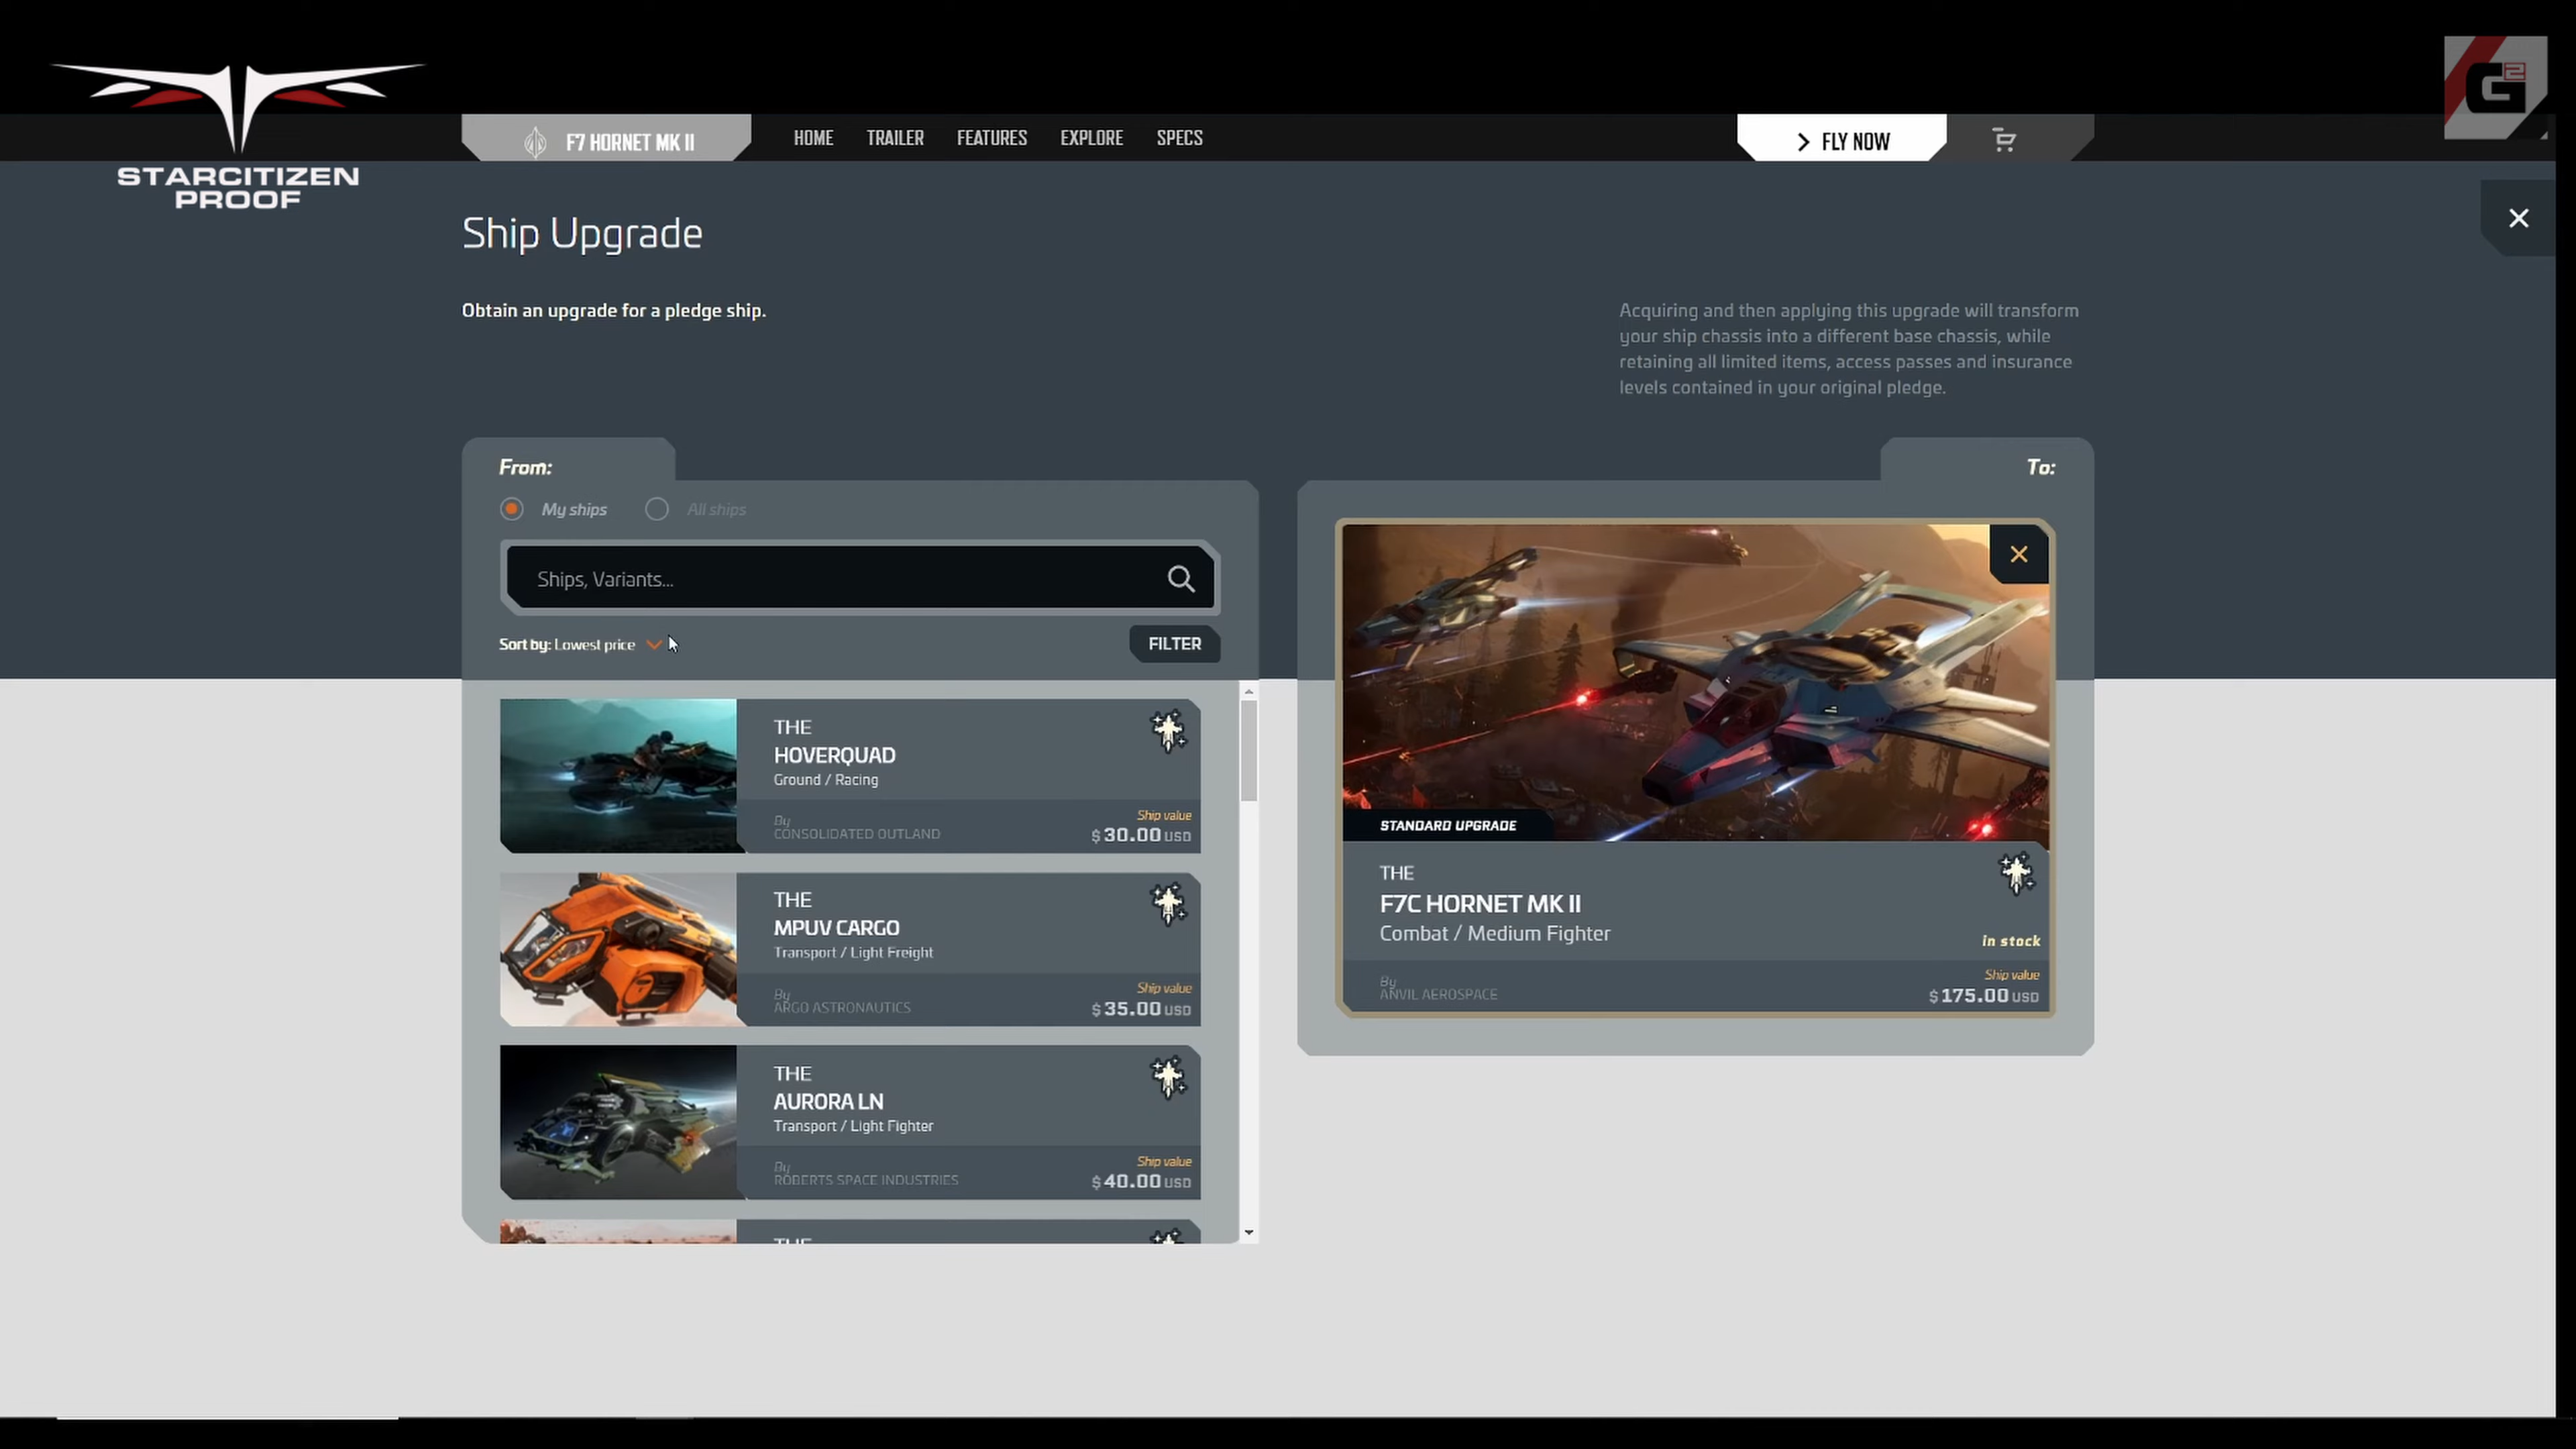 STARCITIZEN
PROOF
G2
F7 HORNET MK II
HOME
TRAILER
FEATURES
EXPLORE
SPECS
FLY NOW
Ship Upgrade
Obtain an upgrade for a pledge ship.
Acquiring and then applying this upgrade will transform
your ship chassis into a different base chassis, while
retaining all limited items, access passes and insurance
levels contained in your original pledge.
From:
My ships
All ships
Ships, Variants...
Sort by: Lowest price
FILTER
THE
HOVERQUAD
Ground / Racing
By
CONSOLIDATED OUTLAND
Ship value
$ 30.00 USD
THE
MPUV CARGO
Transport / Light Freight
By
ARGO ASTRONAUTICS
Ship value
$ 35.00 USD
THE
AURORA LN
Transport / Light Fighter
By
ROBERTS SPACE INDUSTRIES
Ship value
$ 40.00 USD
THE
To:
STANDARD UPGRADE
THE
F7C HORNET MK II
Combat / Medium Fighter
in stock
By
ANVIL AEROSPACE
Ship value
$ 175.00 USD